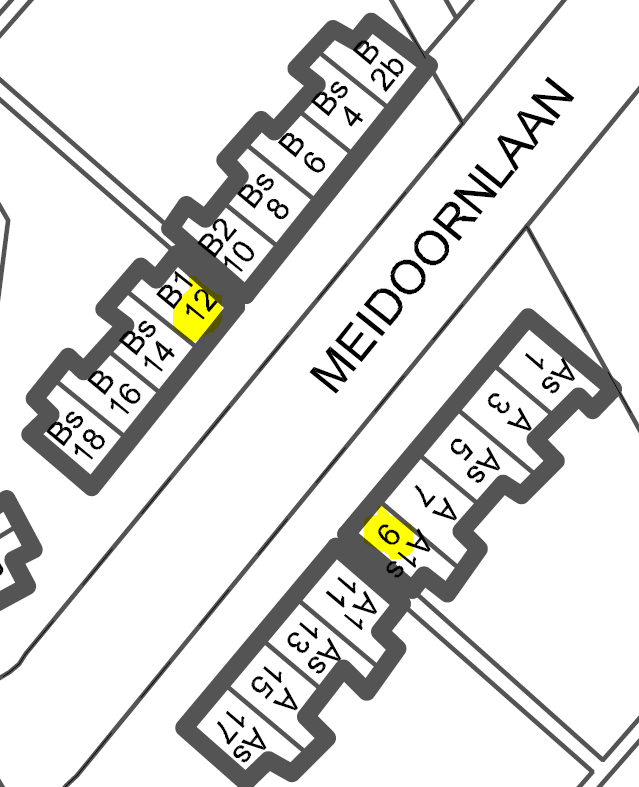 B
2b
Bs
4
B
6
Bs
8
B2
10
B1
12
Bs
14
B
16
Bs
18
MEIDOORNLAAN
1
As
3
A
5
As
7
A
9
A1s
11
A1
13
As
15
A
17
As